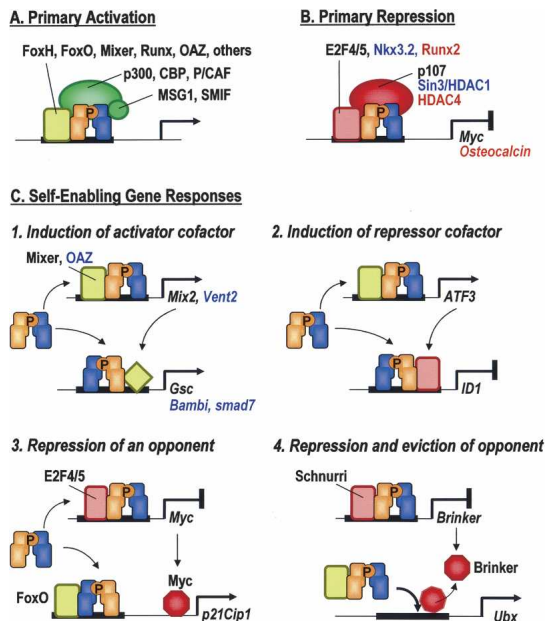 A. Primary Activation
FoxH, FoxO, Mixer, Runx, OAZ, others
p300, CBP, P/CAF
MSG1, SMIF
P
B. Primary Repression
E2F4/5, Nkx3.2, Runx2
p107
Sin3/HDAC1
HDAC4
P
Myc
Osteocalcin
C. Self-Enabling Gene Responses
1. Induction of activator cofactor
Mixer, OAZ
P
Mix2, Vent2
P
P
Gsc
Bambi, smad7
2. Induction of repressor cofactor
P
ATF3
P
P
ID1
3. Repression of an opponent
E2F4/5
P
Myc
P
Myc
FoxO
P
p21Cip1
4. Repression and eviction of opponent
Schnurri
P
Brinker
Brinker
P
Ubx